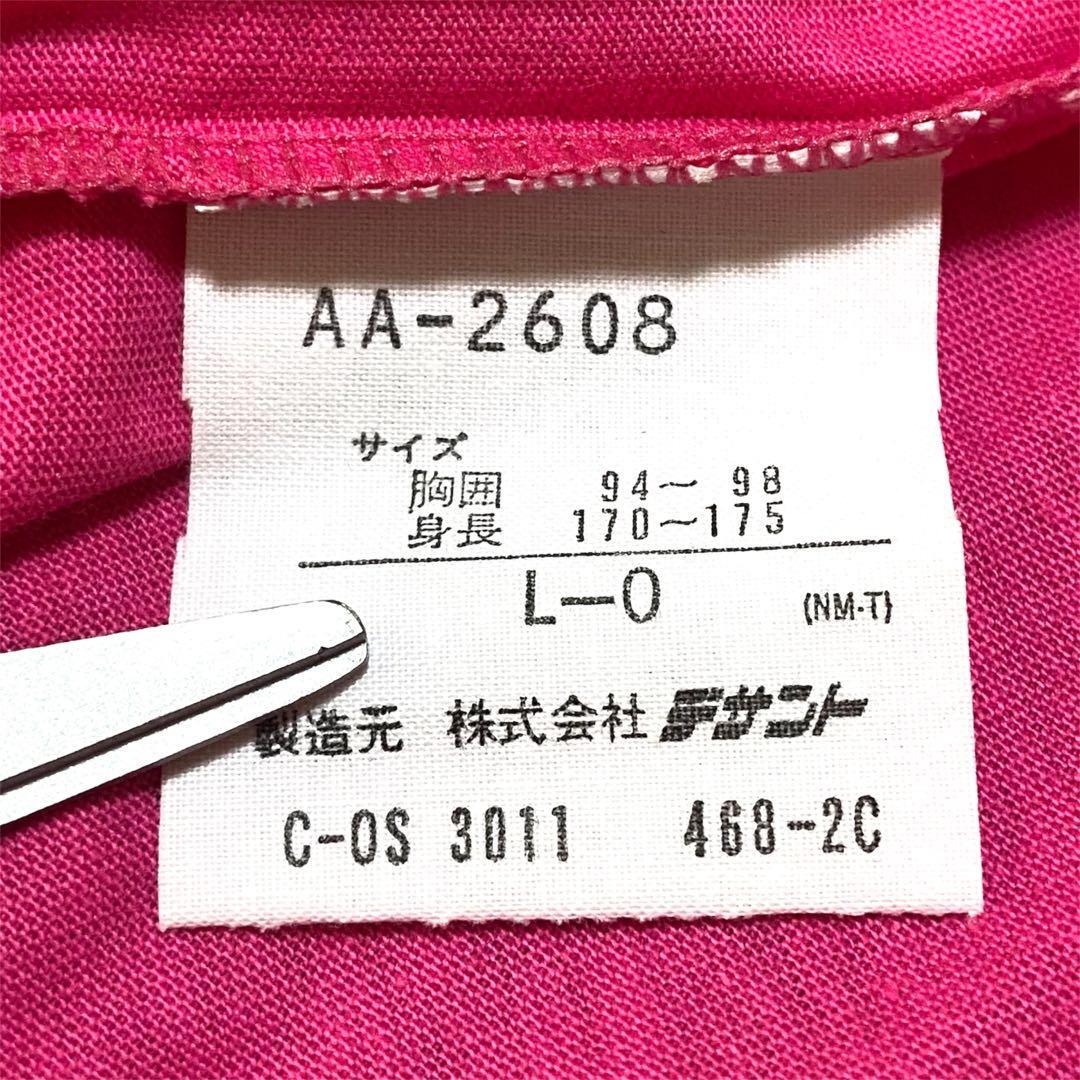 AA-2608
サイズ
胸囲 94〜98
身長 170〜175
L-O (NM-T)
製造元 株式会社デサント
C-OS 3011 468-2C